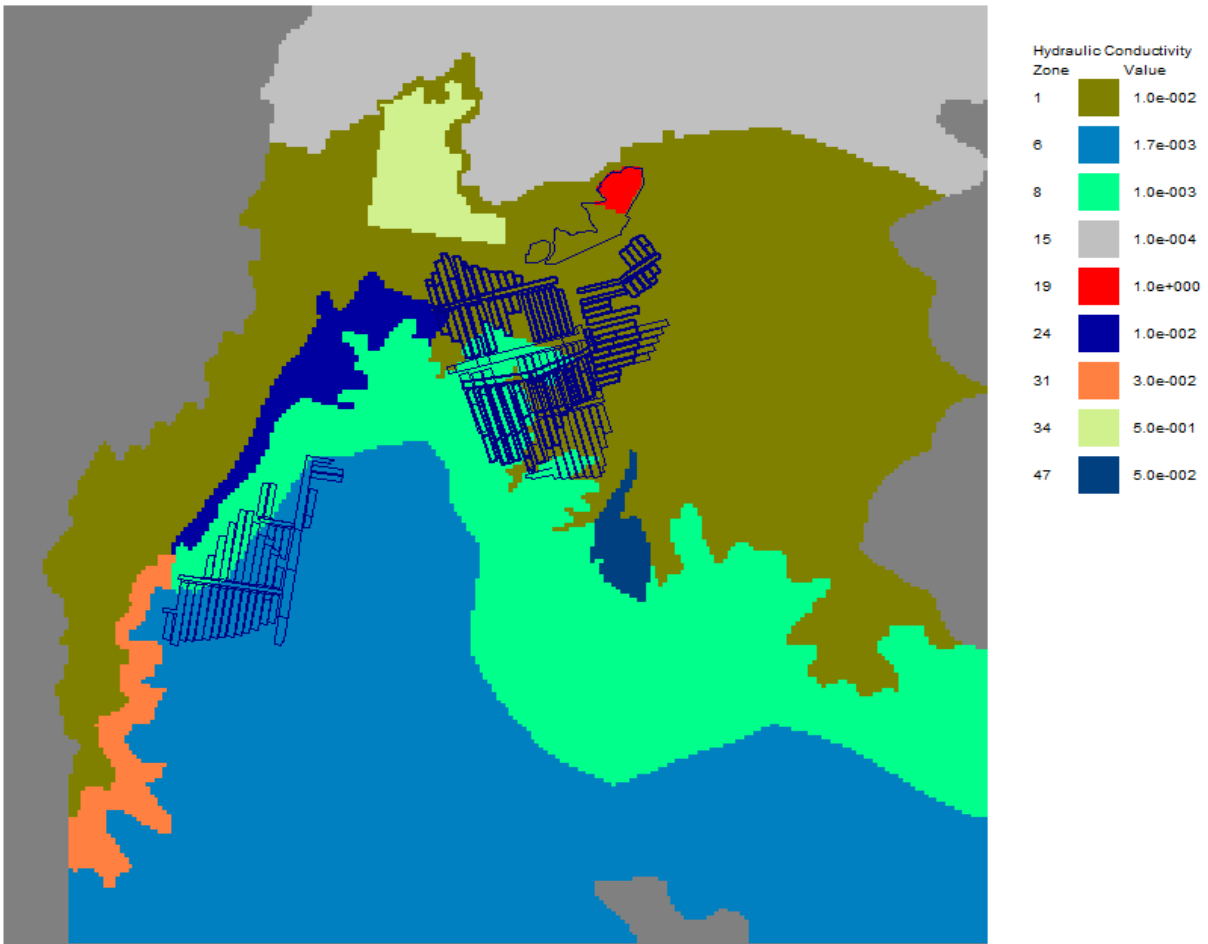 Hydraulic Conductivity
Zone Value
1 1.0e-002
6 1.7e-003
8 1.0e-003
15 1.0e-004
19 1.0e+000
24 1.0e-002
31 3.0e-002
34 5.0e-001
47 5.0e-002